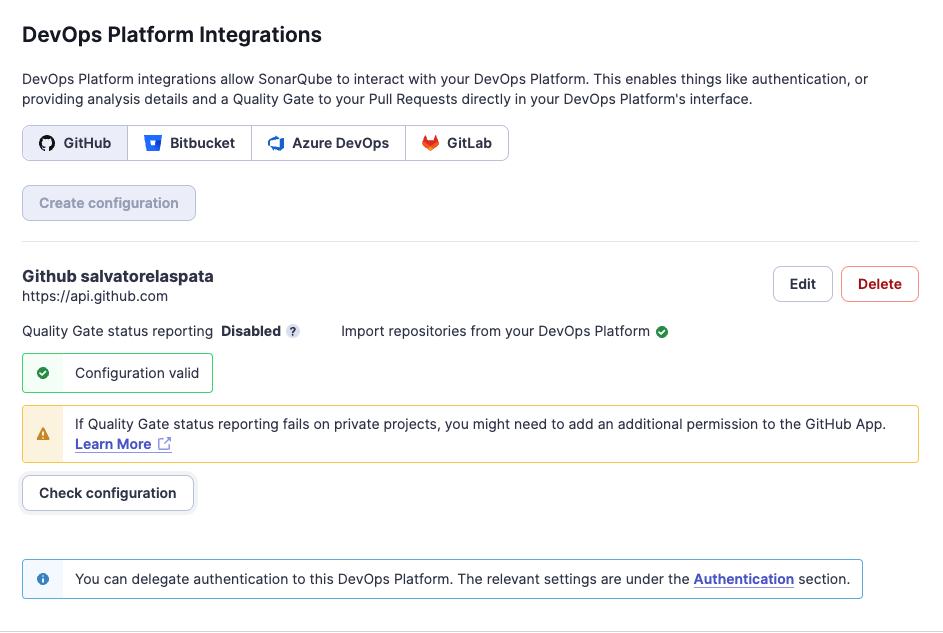 DevOps Platform Integrations
DevOps Platform integrations allow SonarQube to interact with your DevOps Platform. This enables things like authentication, or
providing analysis details and a Quality Gate to your Pull Requests directly in your DevOps Platform's interface.
GitHub Bitbucket Azure DevOps GitLab
Create configuration
Github salvatorelaspata
https://api.github.com
Edit Delete
Quality Gate status reporting Disabled ? Import repositories from your DevOps Platform
Configuration valid
If Quality Gate status reporting fails on private projects, you might need to add an additional permission to the GitHub App.
Learn More
Check configuration
You can delegate authentication to this DevOps Platform. The relevant settings are under the Authentication section.